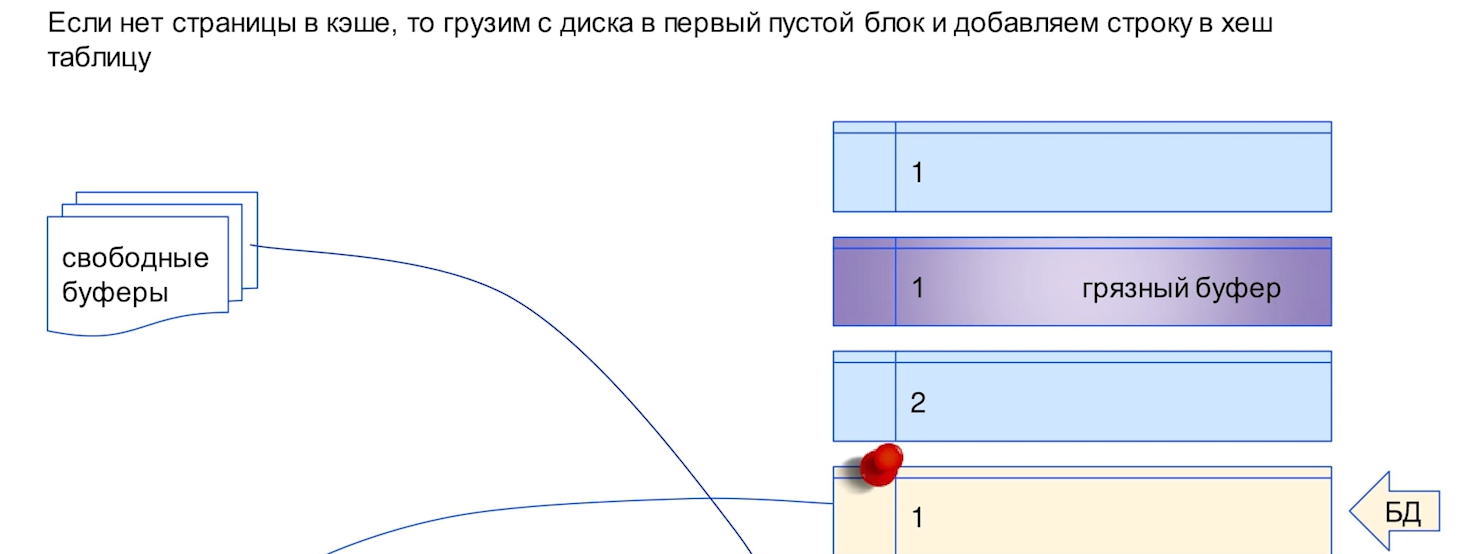 Если нет страницы в кэше, то грузим с диска в первый пустой блок и добавляем строку в хеш
таблицу
1
свободные
буферы
1 грязный буфер
2
1
БД